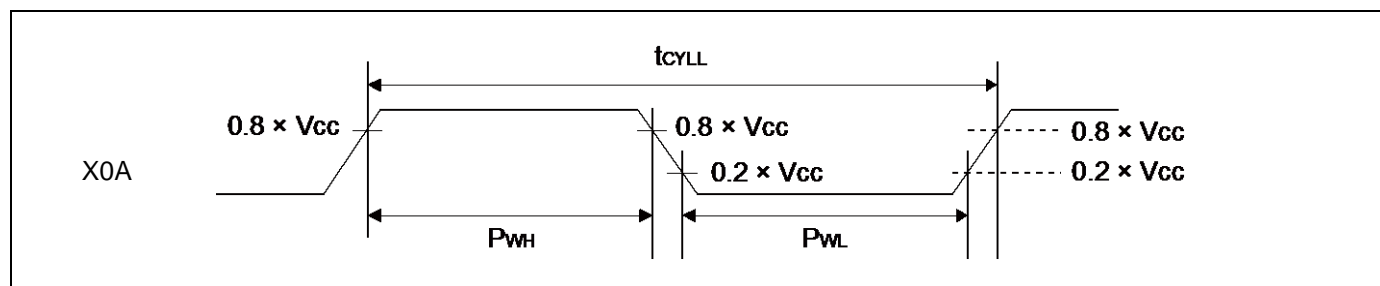 tCYLL
0.8 × Vcc
0.8 × Vcc
0.8 × Vcc
X0A
0.2 × Vcc
0.2 × Vcc
PWH
PWL